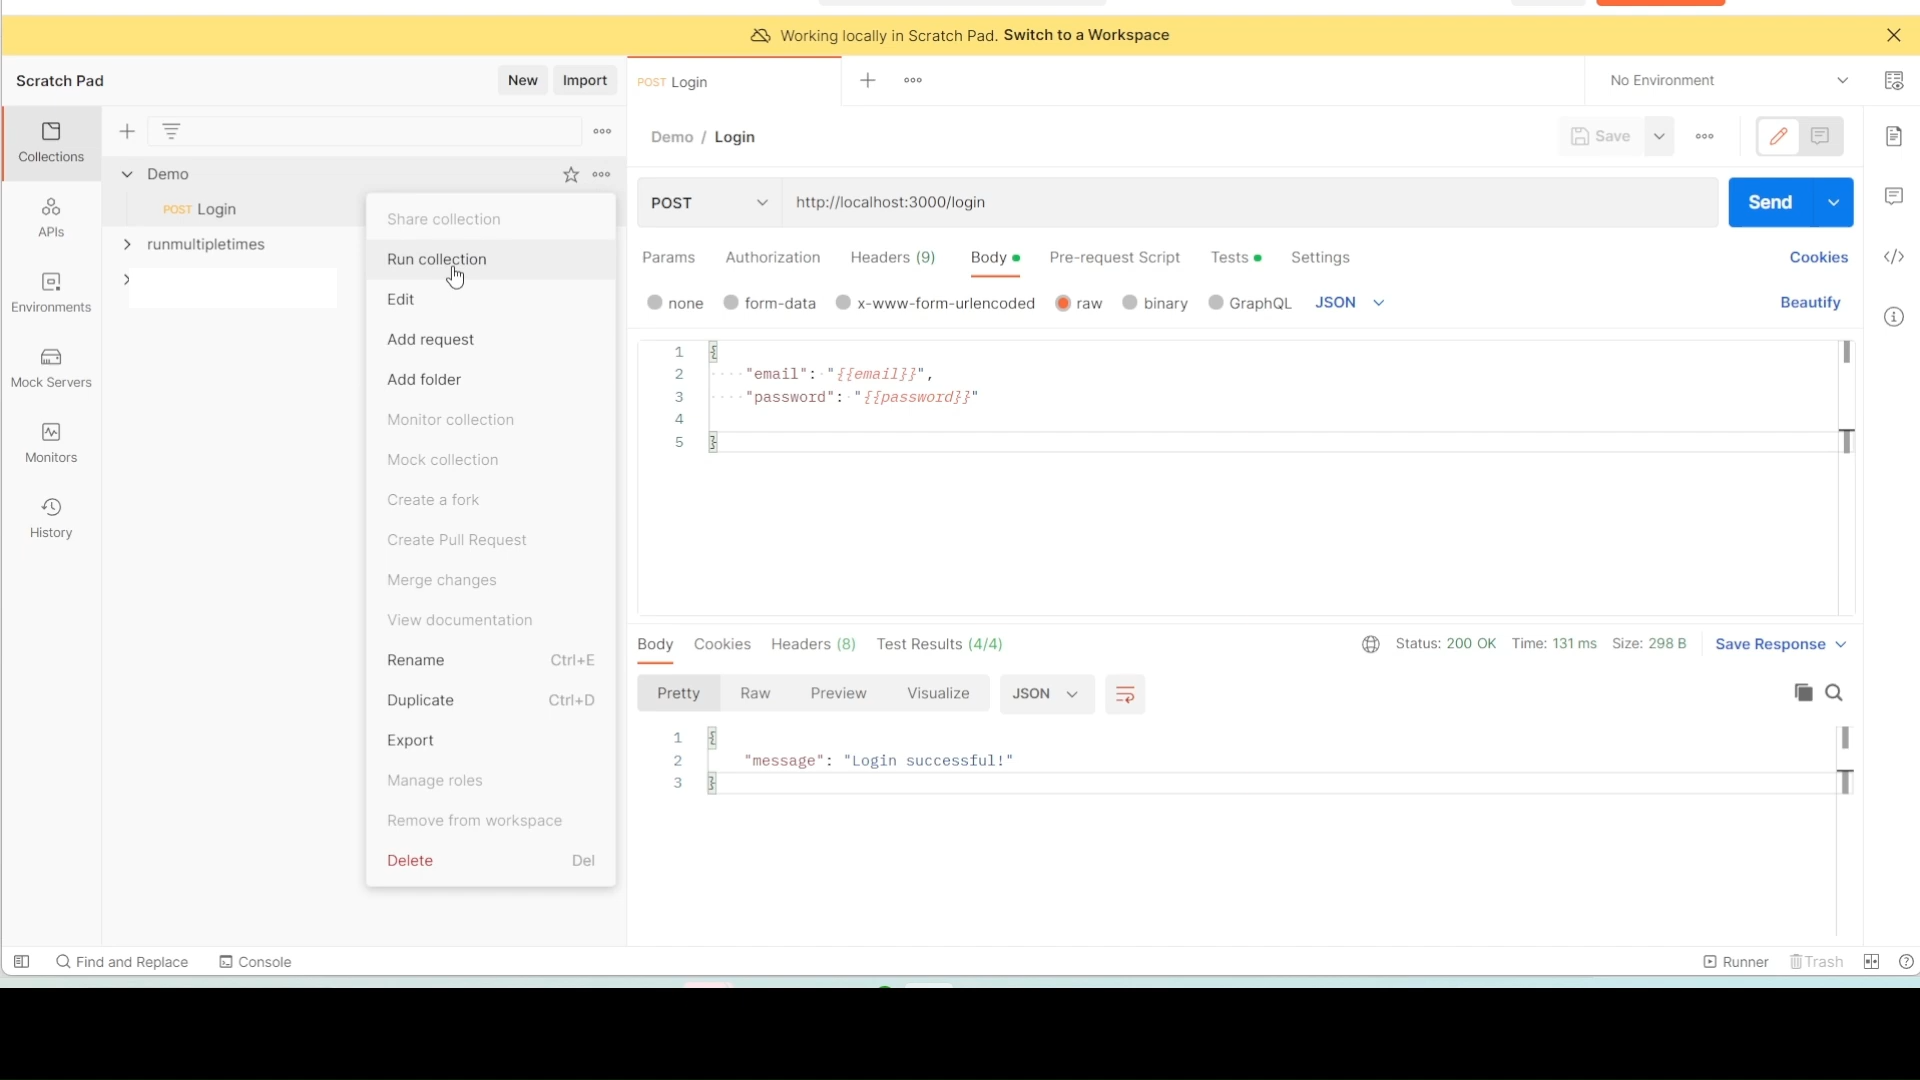 Working locally in Scratch Pad. Switch to a Workspace
Scratch Pad
New
Import
POST Login
No Environment
Collections
APIs
Environments
Mock Servers
Monitors
History
Demo
POST Login
runmultipletimes
Share collection
Run collection
Edit
Add request
Add folder
Monitor collection
Mock collection
Create a fork
Create Pull Request
Merge changes
View documentation
Rename Ctrl+E
Duplicate Ctrl+D
Export
Manage roles
Remove from workspace
Delete Del
Demo / Login
Save
POST
http://localhost:3000/login
Send
Params Authorization Headers (9) Body Pre-request Script Tests Settings Cookies
none form-data x-www-form-urlencoded raw binary GraphQL JSON Beautify
1 {
2 "email": "{{email}}",
3 "password": "{{password}}"
4
5 }
Body Cookies Headers (8) Test Results (4/4) Status: 200 OK Time: 131 ms Size: 298 B Save Response
Pretty Raw Preview Visualize JSON
1 {
2 "message": "Login successful!"
3 }
Find and Replace Console Runner Trash